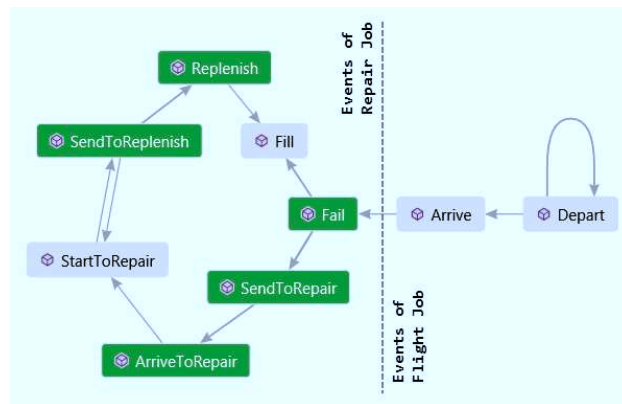 Replenish
Events of
Repair Job
SendToReplenish
Fill
Fail
Arrive
Depart
StartToRepair
SendToRepair
Events of
Flight Job
ArriveToRepair